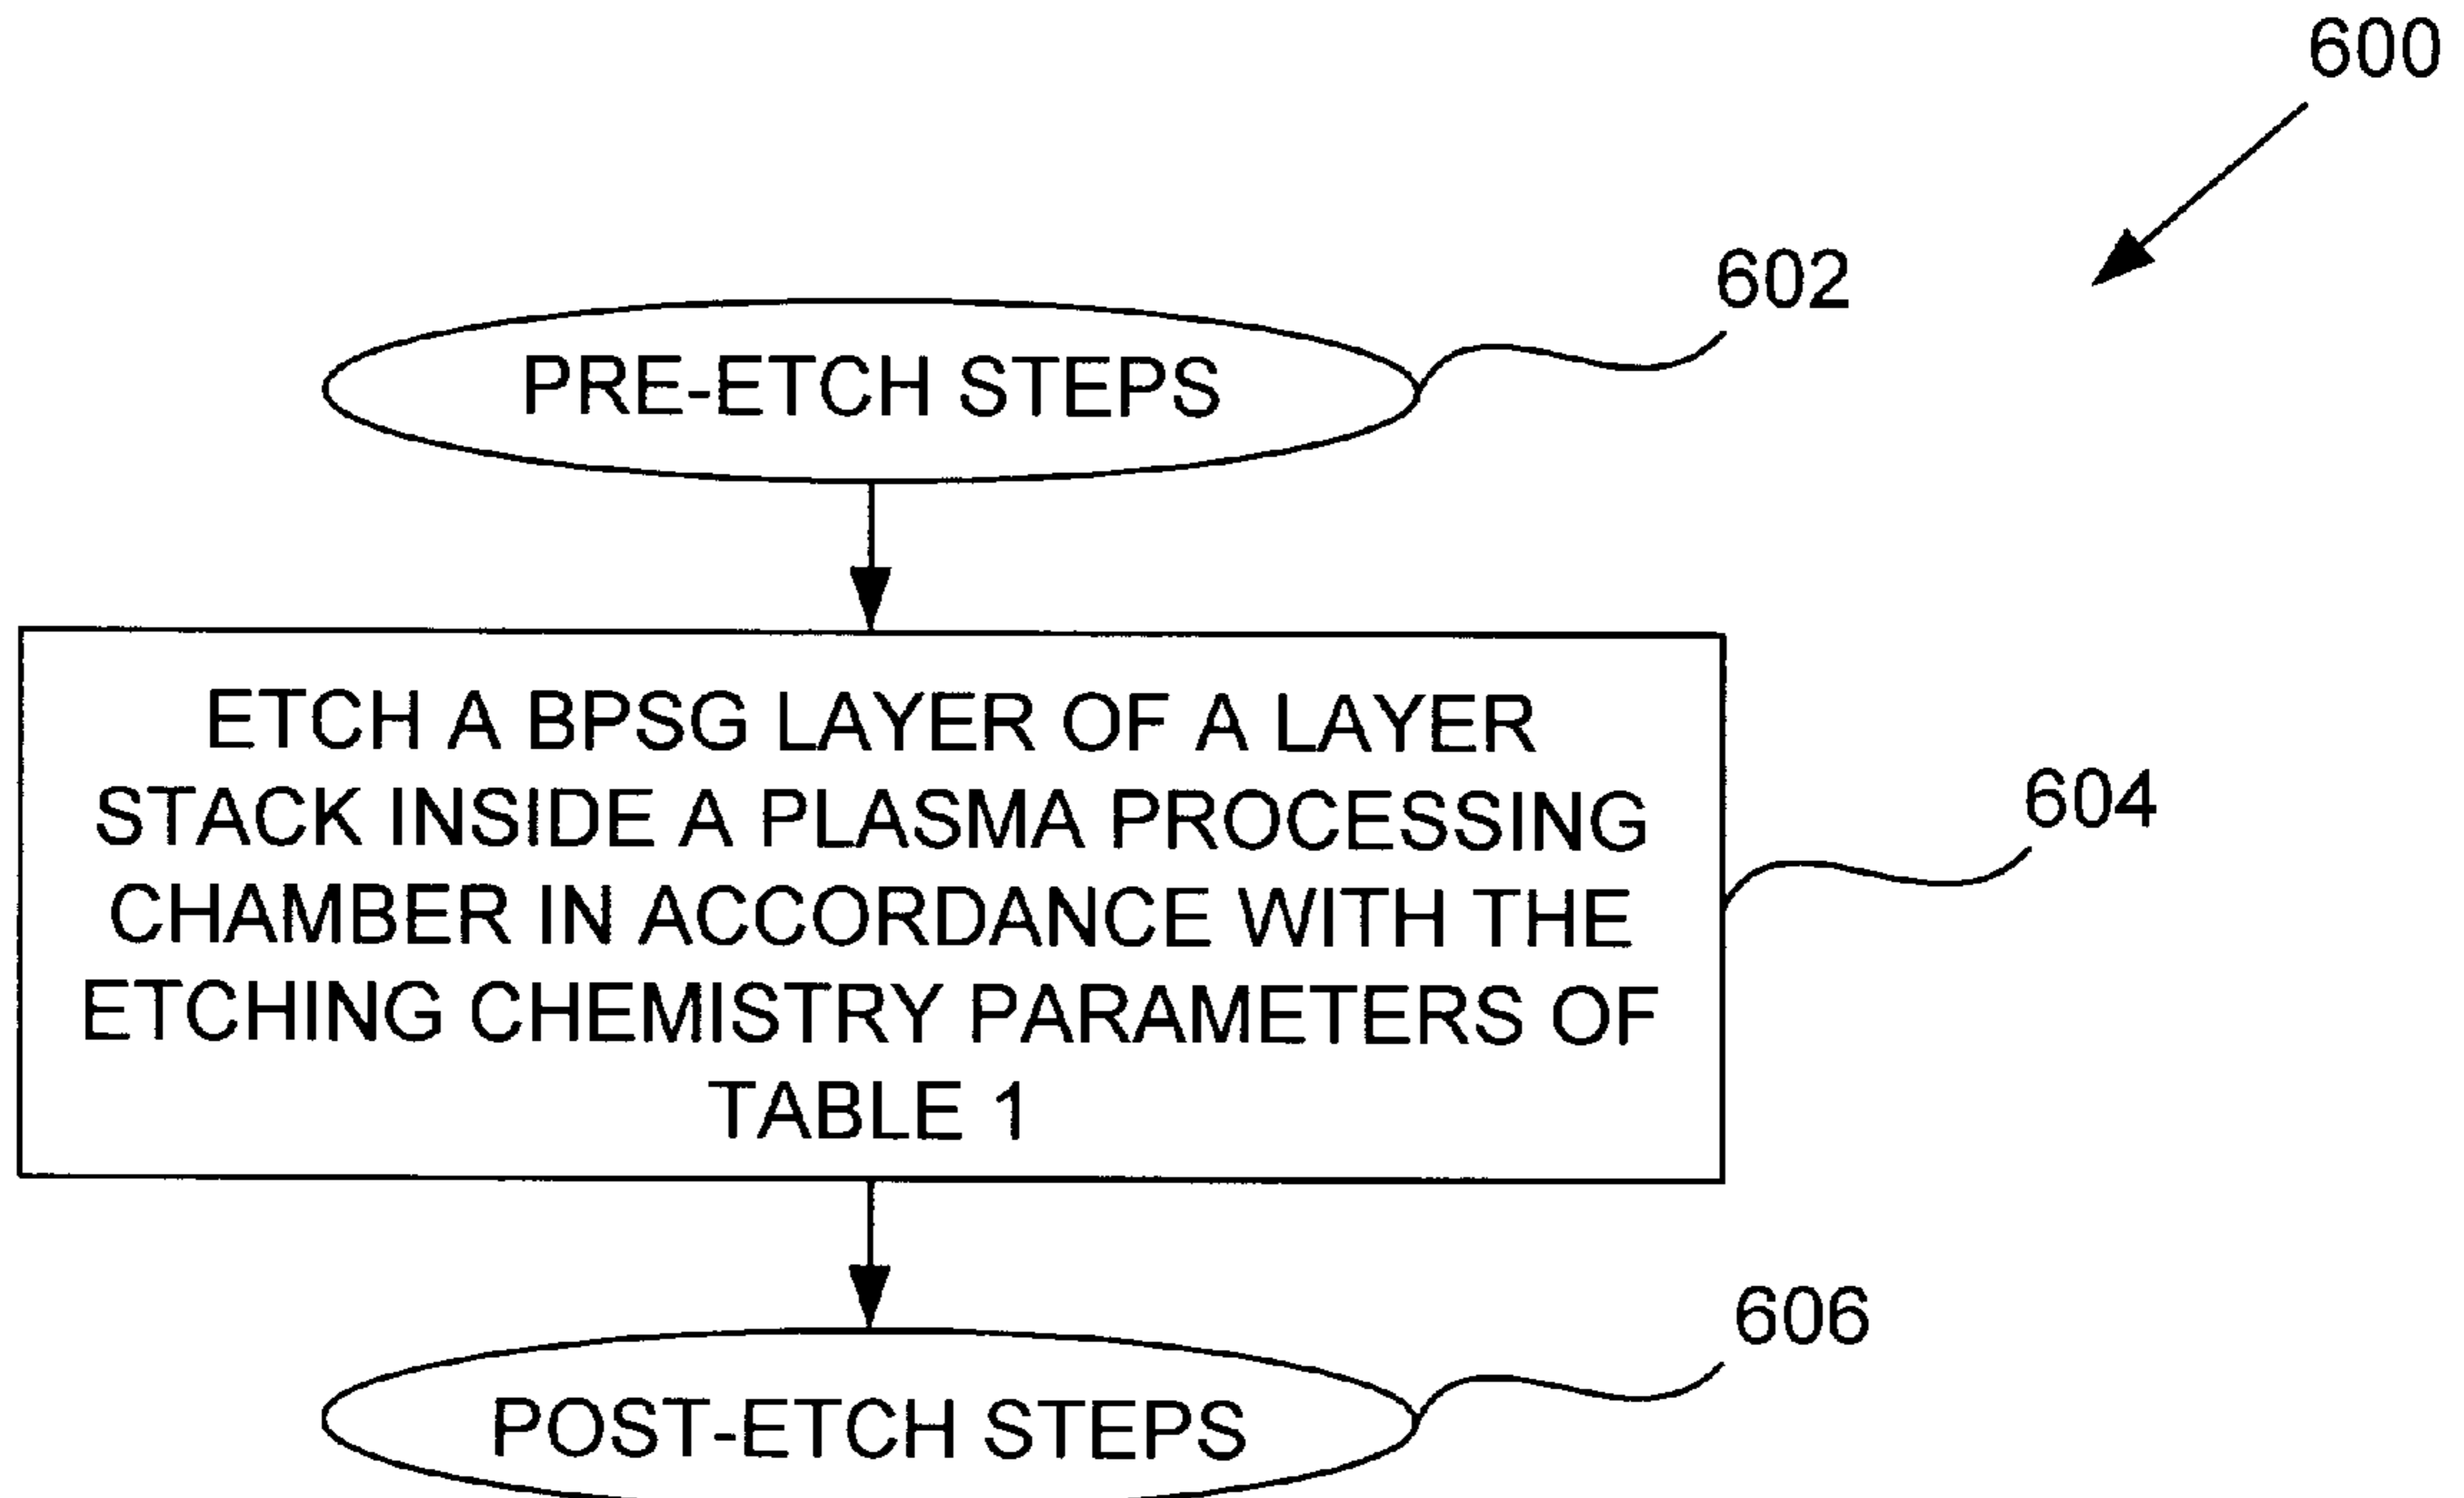 600
602
PRE-ETCH STEPS
ETCH A BPSG LAYER OF A LAYER
STACK INSIDE A PLASMA PROCESSING
CHAMBER IN ACCORDANCE WITH THE
ETCHING CHEMISTRY PARAMETERS OF
TABLE 1
604
606
POST-ETCH STEPS